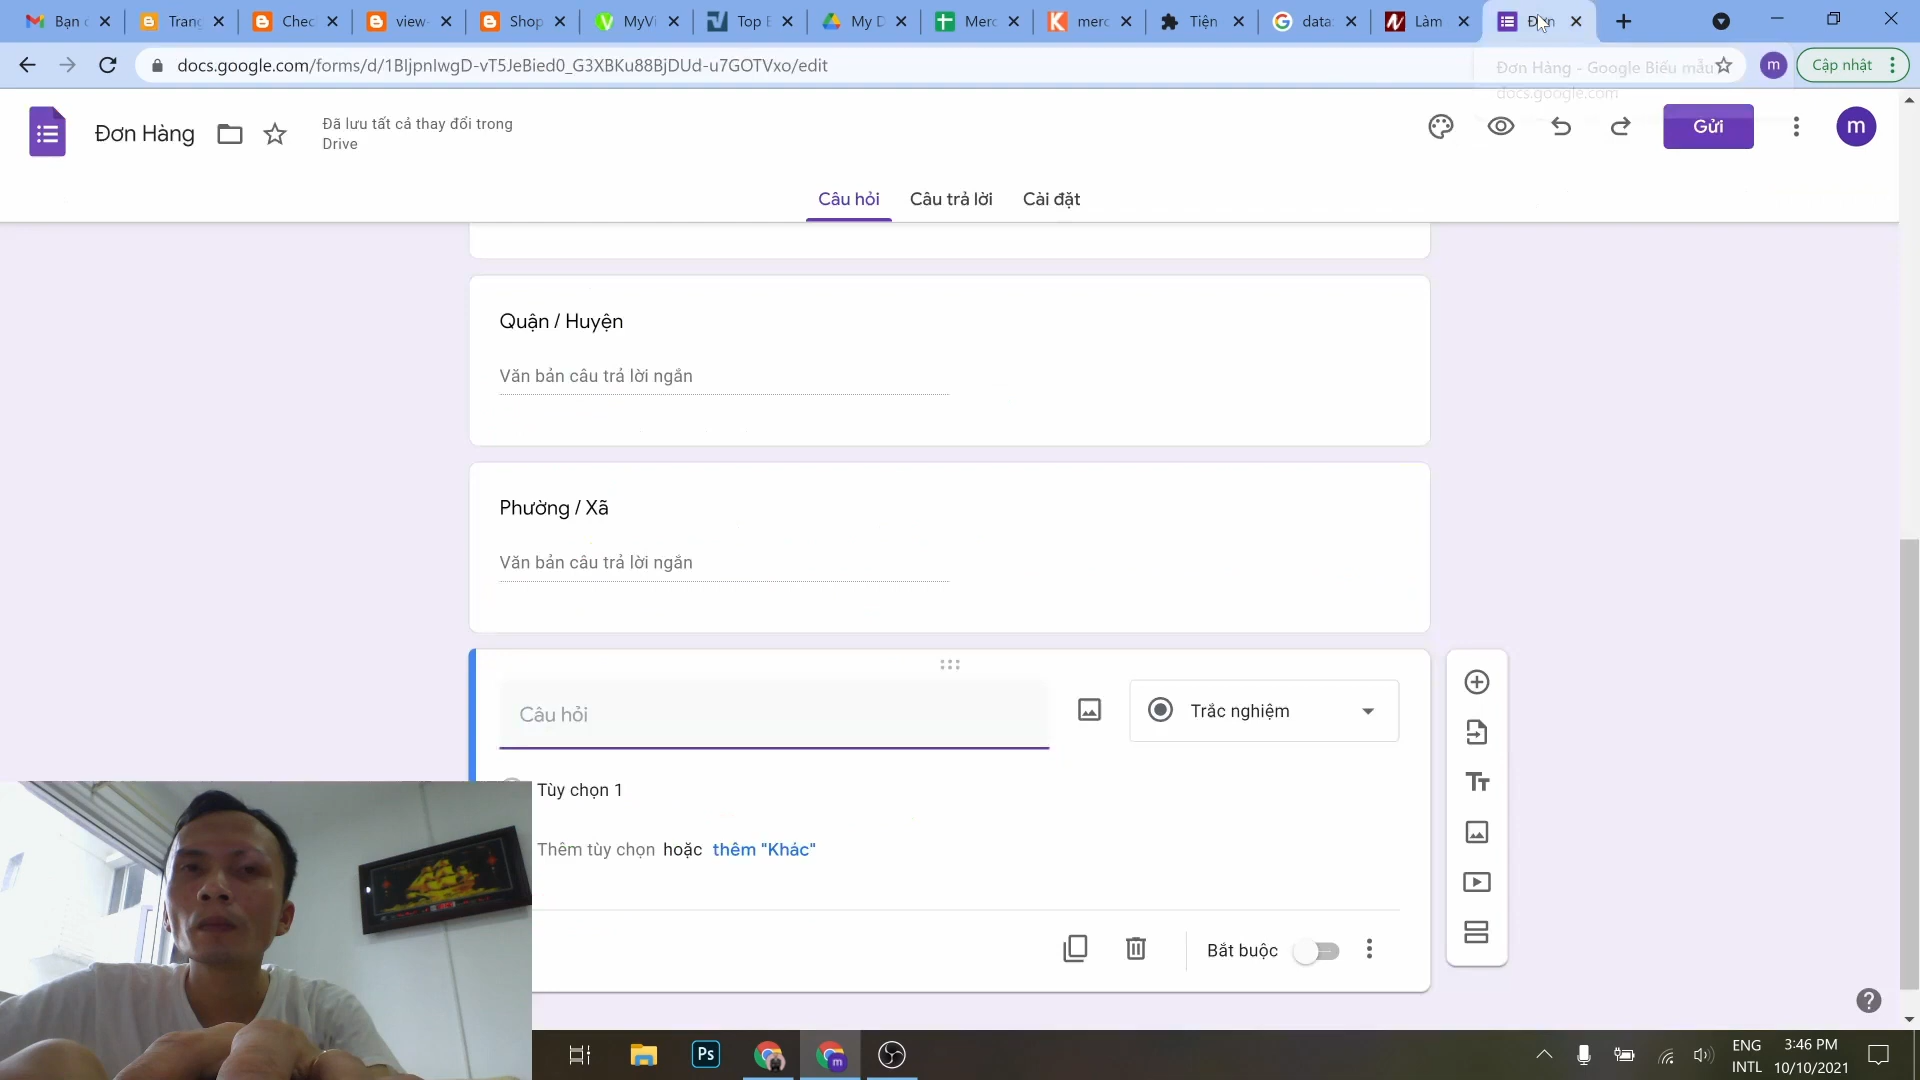 Bạn
Trang
Chec
view-
Shop
MyVi
Top E
My D
Merc
merc
Tiện
data:
Làm
Đơn
docs.google.com/forms/d/1BljpnIwgD-vT5JeBied0_G3XBKu88BjDUd-u7GOTVxo/edit
Đơn Hàng - Google Biểu mẫu
docs.google.com
m
Cập nhật
Đơn Hàng
Đã lưu tất cả thay đổi trong
Drive
Gửi
m
Câu hỏi Câu trả lời Cài đặt
Quận / Huyện
Văn bản câu trả lời ngắn
Phường / Xã
Văn bản câu trả lời ngắn
Câu hỏi
Trắc nghiệm
Tùy chọn 1
Thêm tùy chọn hoặc thêm "Khác"
Bắt buộc
Ps
m
ENG
INTL
3:46 PM
10/10/2021